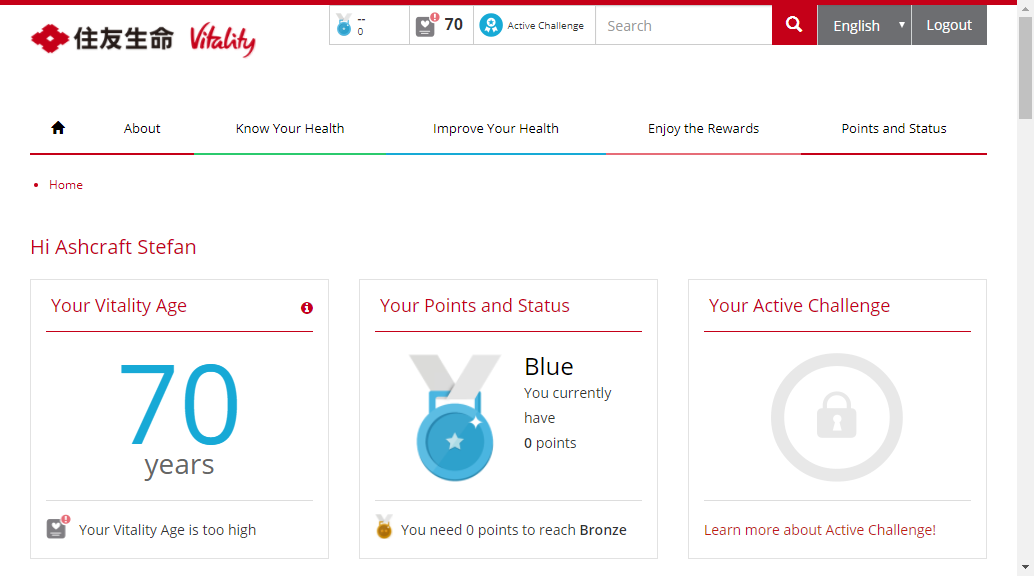 住友生命 Vitality
--
0
70
Active Challenge
Search
English
Logout
About
Know Your Health
Improve Your Health
Enjoy the Rewards
Points and Status
Home
Hi Ashcraft Stefan
Your Vitality Age
70
years
Your Vitality Age is too high
Your Points and Status
Blue
You currently
have
0 points
You need 0 points to reach Bronze
Your Active Challenge
Learn more about Active Challenge!